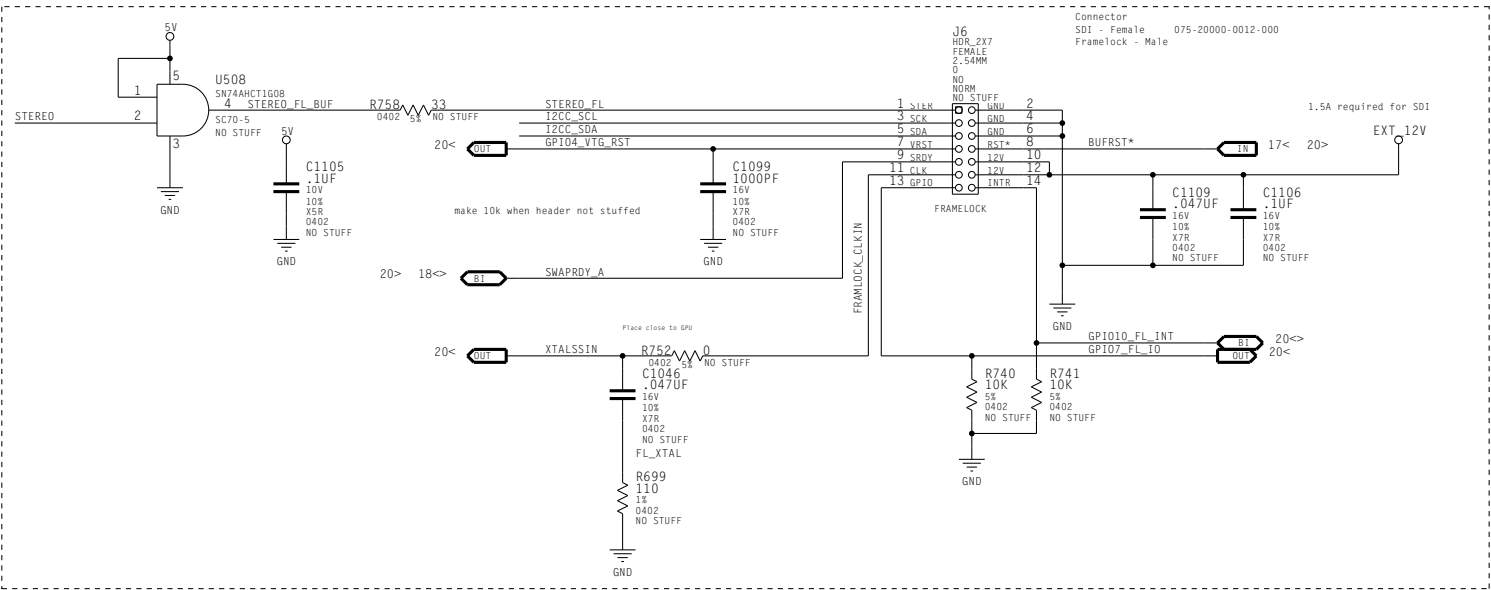 Connector
SDI - Female 075-20000-0012-000
Framelock - Male
5V
J6
HDR_2X7
FEMALE
2.54MM
0
NO
NORM
NO STUFF
5
U508
SN74AHCT1G08
1
4 STEREO_FL_BUF
R758 33
0402 5% NO STUFF
STEREO_FL
1 STER GND 2
1.5A required for SDI
STEREO
2
SC70-5
NO STUFF
I2CC_SCL
3 SCK GND 4
I2CC_SDA
5 SDA GND 6
EXT_12V
3
5V
20< OUT
GPIO4_VTG_RST
7 VRST RST* 8
BUFRST*
IN 17< 20>
9 SRDY 12V 10
11 CLK 12V 12
13 GPIO INTR 14
FRAMELOCK
C1105
.1UF
10V
10%
X5R
0402
NO STUFF
GND
GND
C1099
1000PF
16V
10%
X7R
0402
NO STUFF
GND
make 10k when header not stuffed
C1109
.047UF
16V
10%
X7R
0402
NO STUFF
C1106
.1UF
16V
10%
X7R
0402
NO STUFF
FRAMLOCK_CLKIN
20> 18<> BI
SWAPRDY_A
GND
Place close to GPU
GPIO10_FL_INT
BI 20<>
20< OUT
XTALSSIN
R752 0
0402 5% NO STUFF
GPIO7_FL_IO
OUT 20<
C1046
.047UF
16V
10%
X7R
0402
NO STUFF
R740
10K
5%
0402
NO STUFF
R741
10K
5%
0402
NO STUFF
FL_XTAL
GND
R699
110
1%
0402
NO STUFF
GND